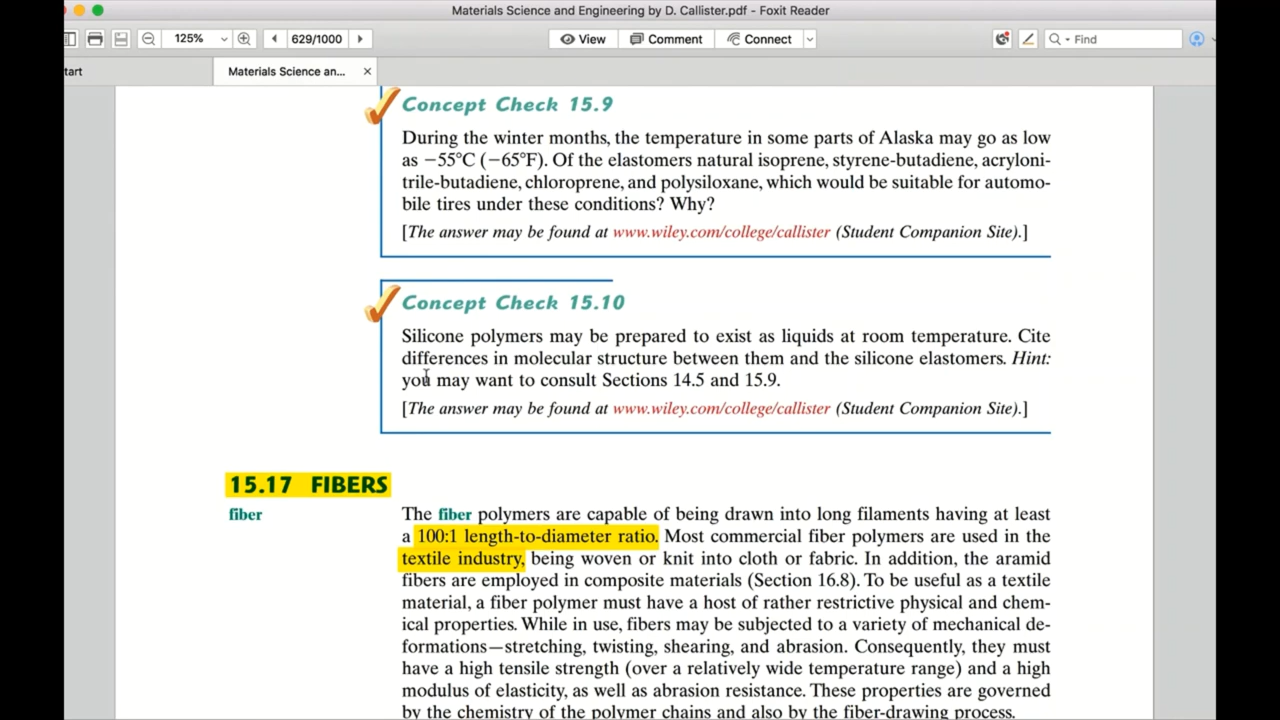 Materials Science and Engineering by D. Callister.pdf - Foxit Reader
125% 629/1000 View Comment Connect Find
tart Materials Science an... ×
Concept Check 15.9
During the winter months, the temperature in some parts of Alaska may go as low
as −55°C (−65°F). Of the elastomers natural isoprene, styrene-butadiene, acryloni-
trile-butadiene, chloroprene, and polysiloxane, which would be suitable for automo-
bile tires under these conditions? Why?
[The answer may be found at www.wiley.com/college/callister (Student Companion Site).]
Concept Check 15.10
Silicone polymers may be prepared to exist as liquids at room temperature. Cite
differences in molecular structure between them and the silicone elastomers. Hint:
you may want to consult Sections 14.5 and 15.9.
[The answer may be found at www.wiley.com/college/callister (Student Companion Site).]
15.17 FIBERS
fiber
The fiber polymers are capable of being drawn into long filaments having at least
a 100:1 length-to-diameter ratio. Most commercial fiber polymers are used in the
textile industry, being woven or knit into cloth or fabric. In addition, the aramid
fibers are employed in composite materials (Section 16.8). To be useful as a textile
material, a fiber polymer must have a host of rather restrictive physical and chem-
ical properties. While in use, fibers may be subjected to a variety of mechanical de-
formations—stretching, twisting, shearing, and abrasion. Consequently, they must
have a high tensile strength (over a relatively wide temperature range) and a high
modulus of elasticity, as well as abrasion resistance. These properties are governed
by the chemistry of the polymer chains and also by the fiber-drawing process.